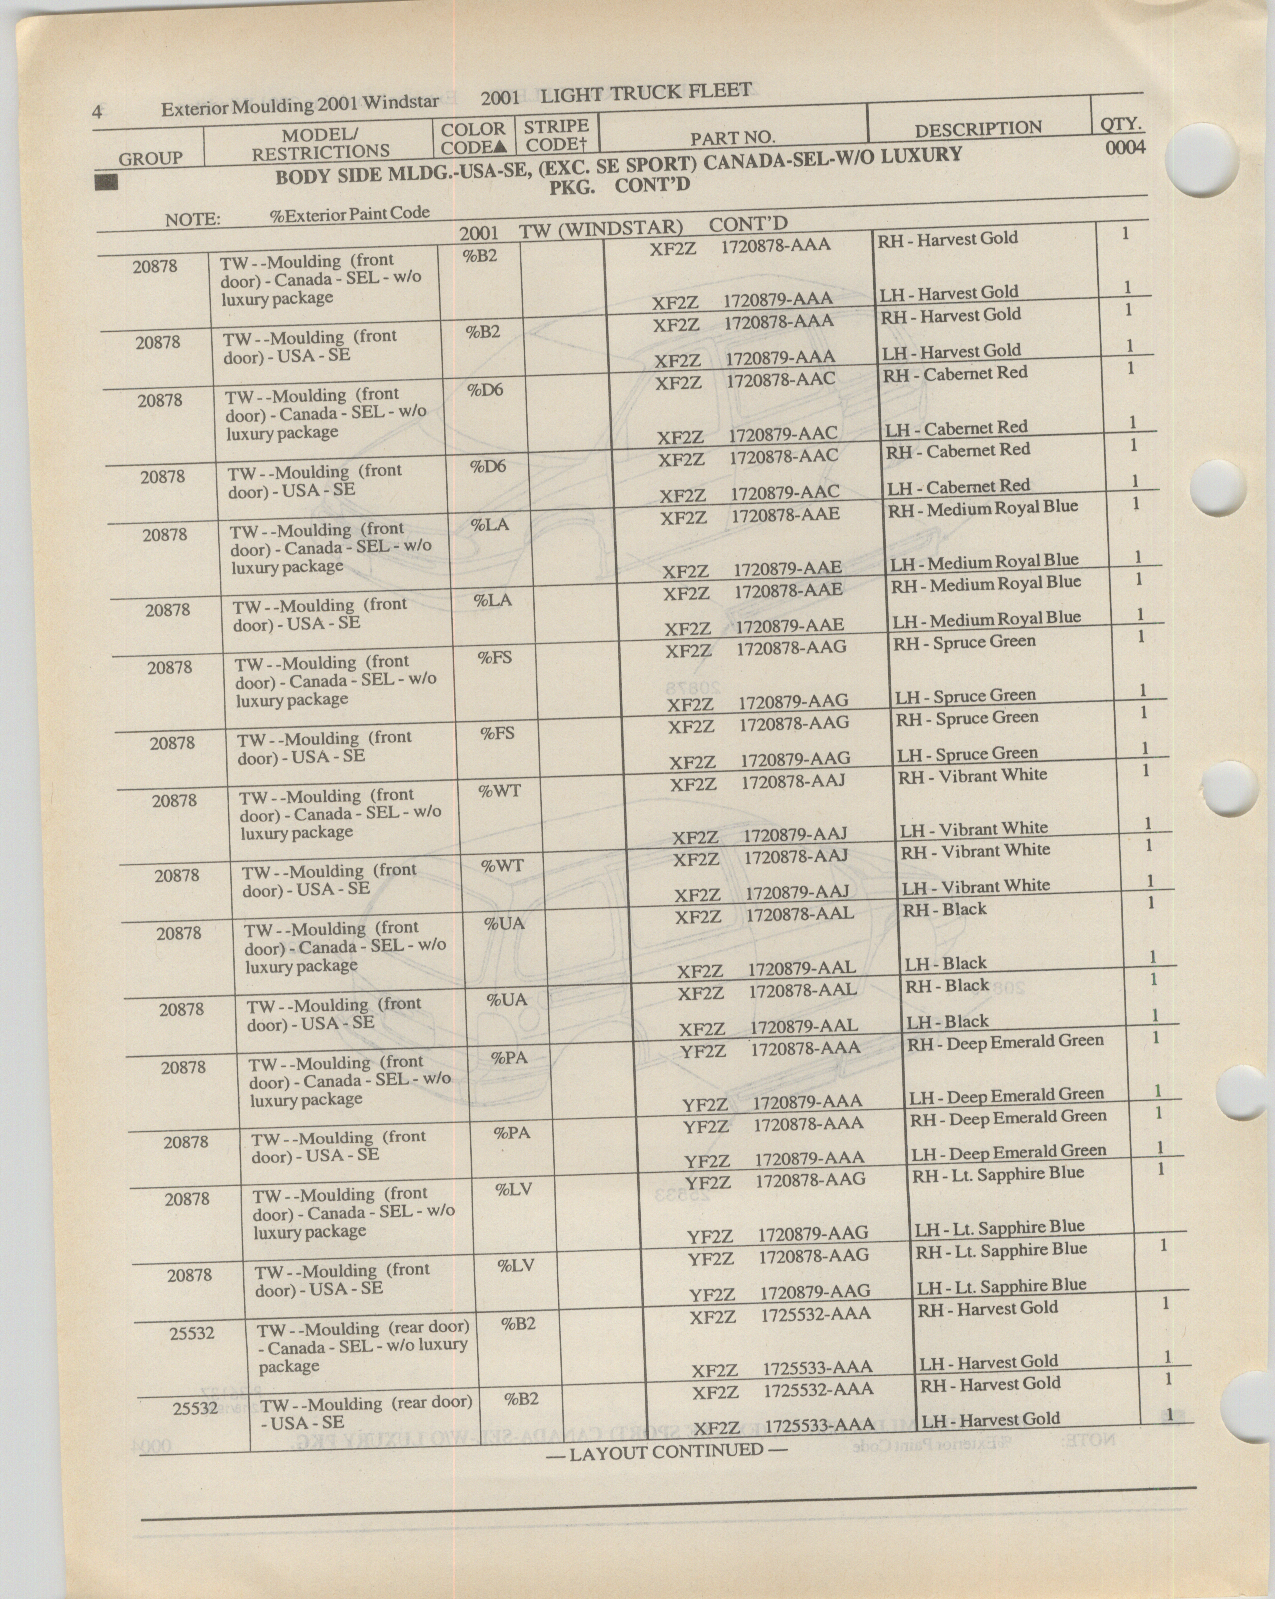 4 Exterior Moulding 2001 Windstar 2001 LIGHT TRUCK FLEET
GROUP MODEL/ RESTRICTIONS COLOR CODE▲ STRIPE CODE† PART NO. DESCRIPTION QTY.
BODY SIDE MLDG.-USA-SE, (EXC. SE SPORT) CANADA-SEL-W/O LUXURY 0004
PKG. CONT'D
NOTE: %Exterior Paint Code
2001 TW (WINDSTAR) CONT'D
20878 TW--Moulding (front %B2 XF2Z 1720878-AAA RH - Harvest Gold 1
door) - Canada - SEL - w/o
luxury package XF2Z 1720879-AAA LH - Harvest Gold 1
20878 TW--Moulding (front %B2 XF2Z 1720878-AAA RH - Harvest Gold 1
door) - USA - SE XF2Z 1720879-AAA LH - Harvest Gold 1
20878 TW--Moulding (front %D6 XF2Z 1720878-AAC RH - Cabernet Red 1
door) - Canada - SEL - w/o
luxury package XF2Z 1720879-AAC LH - Cabernet Red 1
20878 TW--Moulding (front %D6 XF2Z 1720878-AAC RH - Cabernet Red 1
door) - USA - SE XF2Z 1720879-AAC LH - Cabernet Red 1
20878 TW--Moulding (front %LA XF2Z 1720878-AAE RH - Medium Royal Blue 1
door) - Canada - SEL - w/o
luxury package XF2Z 1720879-AAE LH - Medium Royal Blue 1
20878 TW--Moulding (front %LA XF2Z 1720878-AAE RH - Medium Royal Blue 1
door) - USA - SE XF2Z 1720879-AAE LH - Medium Royal Blue 1
20878 TW--Moulding (front %FS XF2Z 1720878-AAG RH - Spruce Green 1
door) - Canada - SEL - w/o
luxury package XF2Z 1720879-AAG LH - Spruce Green 1
20878 TW--Moulding (front %FS XF2Z 1720878-AAG RH - Spruce Green 1
door) - USA - SE XF2Z 1720879-AAG LH - Spruce Green 1
20878 TW--Moulding (front %WT XF2Z 1720878-AAJ RH - Vibrant White 1
door) - Canada - SEL - w/o
luxury package XF2Z 1720879-AAJ LH - Vibrant White 1
20878 TW--Moulding (front %WT XF2Z 1720878-AAJ RH - Vibrant White 1
door) - USA - SE XF2Z 1720879-AAJ LH - Vibrant White 1
20878 TW--Moulding (front %UA XF2Z 1720878-AAL RH - Black 1
door) - Canada - SEL - w/o
luxury package XF2Z 1720879-AAL LH - Black 1
20878 TW--Moulding (front %UA XF2Z 1720878-AAL RH - Black 1
door) - USA - SE XF2Z 1720879-AAL LH - Black 1
20878 TW--Moulding (front %PA YF2Z 1720878-AAA RH - Deep Emerald Green 1
door) - Canada - SEL - w/o
luxury package YF2Z 1720879-AAA LH - Deep Emerald Green 1
20878 TW--Moulding (front %PA YF2Z 1720878-AAA RH - Deep Emerald Green 1
door) - USA - SE YF2Z 1720879-AAA LH - Deep Emerald Green 1
20878 TW--Moulding (front %LV YF2Z 1720878-AAG RH - Lt. Sapphire Blue 1
door) - Canada - SEL - w/o
luxury package YF2Z 1720879-AAG LH - Lt. Sapphire Blue
20878 TW--Moulding (front %LV YF2Z 1720878-AAG RH - Lt. Sapphire Blue 1
door) - USA - SE YF2Z 1720879-AAG LH - Lt. Sapphire Blue
25532 TW--Moulding (rear door) %B2 XF2Z 1725532-AAA RH - Harvest Gold 1
- Canada - SEL - w/o luxury
package XF2Z 1725533-AAA LH - Harvest Gold 1
25532 TW--Moulding (rear door) %B2 XF2Z 1725532-AAA RH - Harvest Gold 1
- USA - SE XF2Z 1725533-AAA LH - Harvest Gold 1
— LAYOUT CONTINUED —